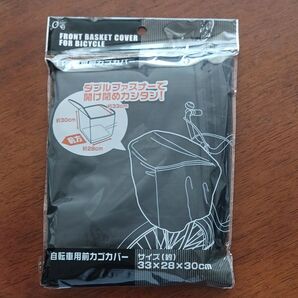 FRONT BASKET COVER
FOR BICYCLE
ダブルファスナーで
開け閉めカンタン!
約33cm
約30cm
前方
約28cm
自転車用前カゴカバー
サイズ(約)
33×28×30cm